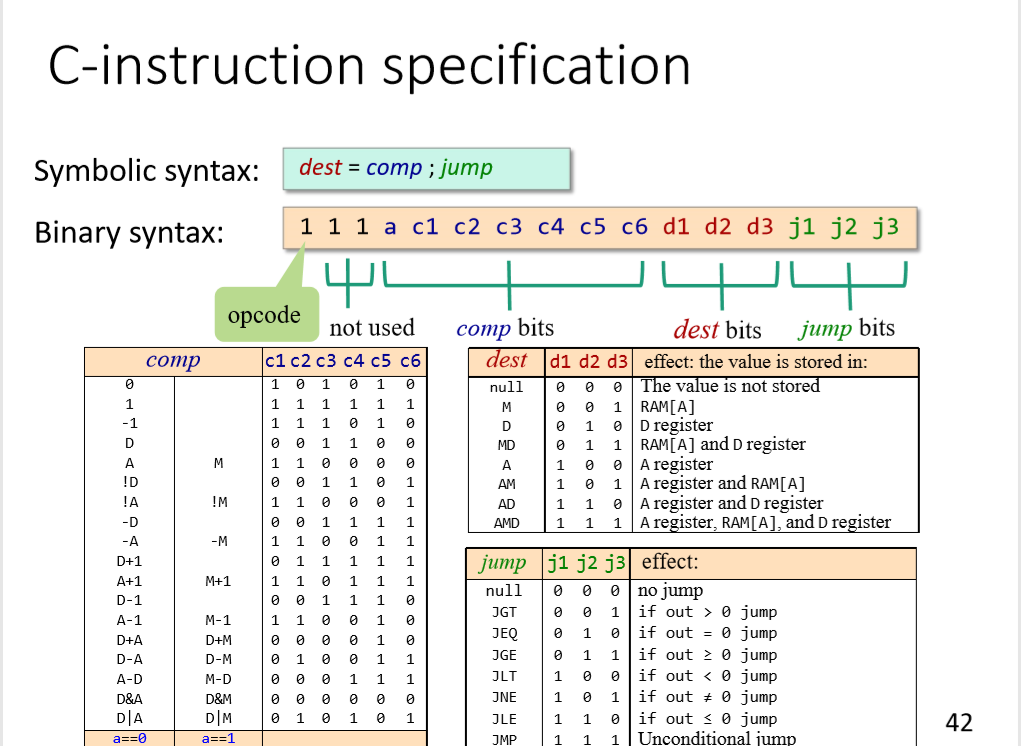 C-instruction specification
Symbolic syntax: dest = comp ; jump
Binary syntax: 1 1 1 a c1 c2 c3 c4 c5 c6 d1 d2 d3 j1 j2 j3
opcode
not used
comp bits
dest bits
jump bits
comp c1 c2 c3 c4 c5 c6
0 1 0 1 0 1 0
1 1 1 1 1 1 1
-1 1 1 1 0 1 0
D 0 0 1 1 0 0
A M 1 1 0 0 0 0
!D 0 0 1 1 0 1
!A !M 1 1 0 0 0 1
-D 0 0 1 1 1 1
-A -M 1 1 0 0 1 1
D+1 0 1 1 1 1 1
A+1 M+1 1 1 0 1 1 1
D-1 0 0 1 1 1 0
A-1 M-1 1 1 0 0 1 0
D+A D+M 0 0 0 0 1 0
D-A D-M 0 1 0 0 1 1
A-D M-D 0 0 0 1 1 1
D&A D&M 0 0 0 0 0 0
D|A D|M 0 1 0 1 0 1
a==0 a==1
dest d1 d2 d3 effect: the value is stored in:
null 0 0 0 The value is not stored
M 0 0 1 RAM[A]
D 0 1 0 D register
MD 0 1 1 RAM[A] and D register
A 1 0 0 A register
AM 1 0 1 A register and RAM[A]
AD 1 1 0 A register and D register
AMD 1 1 1 A register, RAM[A], and D register
jump j1 j2 j3 effect:
null 0 0 0 no jump
JGT 0 0 1 if out > 0 jump
JEQ 0 1 0 if out = 0 jump
JGE 0 1 1 if out ≥ 0 jump
JLT 1 0 0 if out < 0 jump
JNE 1 0 1 if out ≠ 0 jump
JLE 1 1 0 if out ≤ 0 jump
JMP 1 1 1 Unconditional jump
42